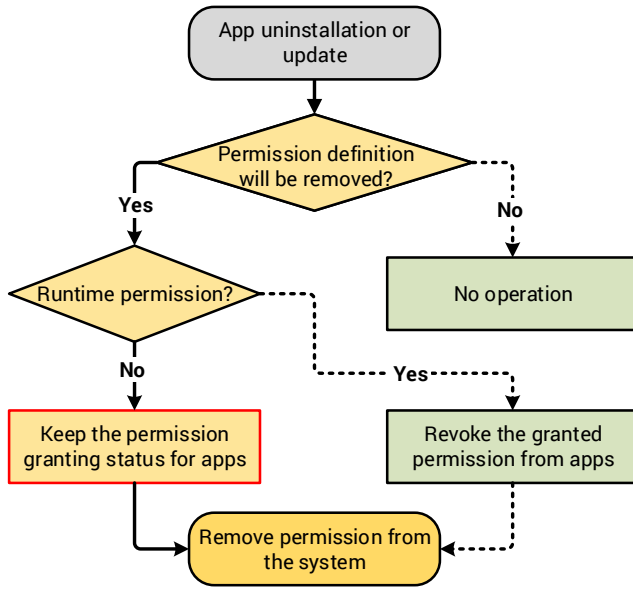 App uninstallation or
update
Permission definition
will be removed?
Yes
No
Runtime permission?
No operation
No
Yes
Keep the permission
granting status for apps
Revoke the granted
permission from apps
Remove permission from
the system